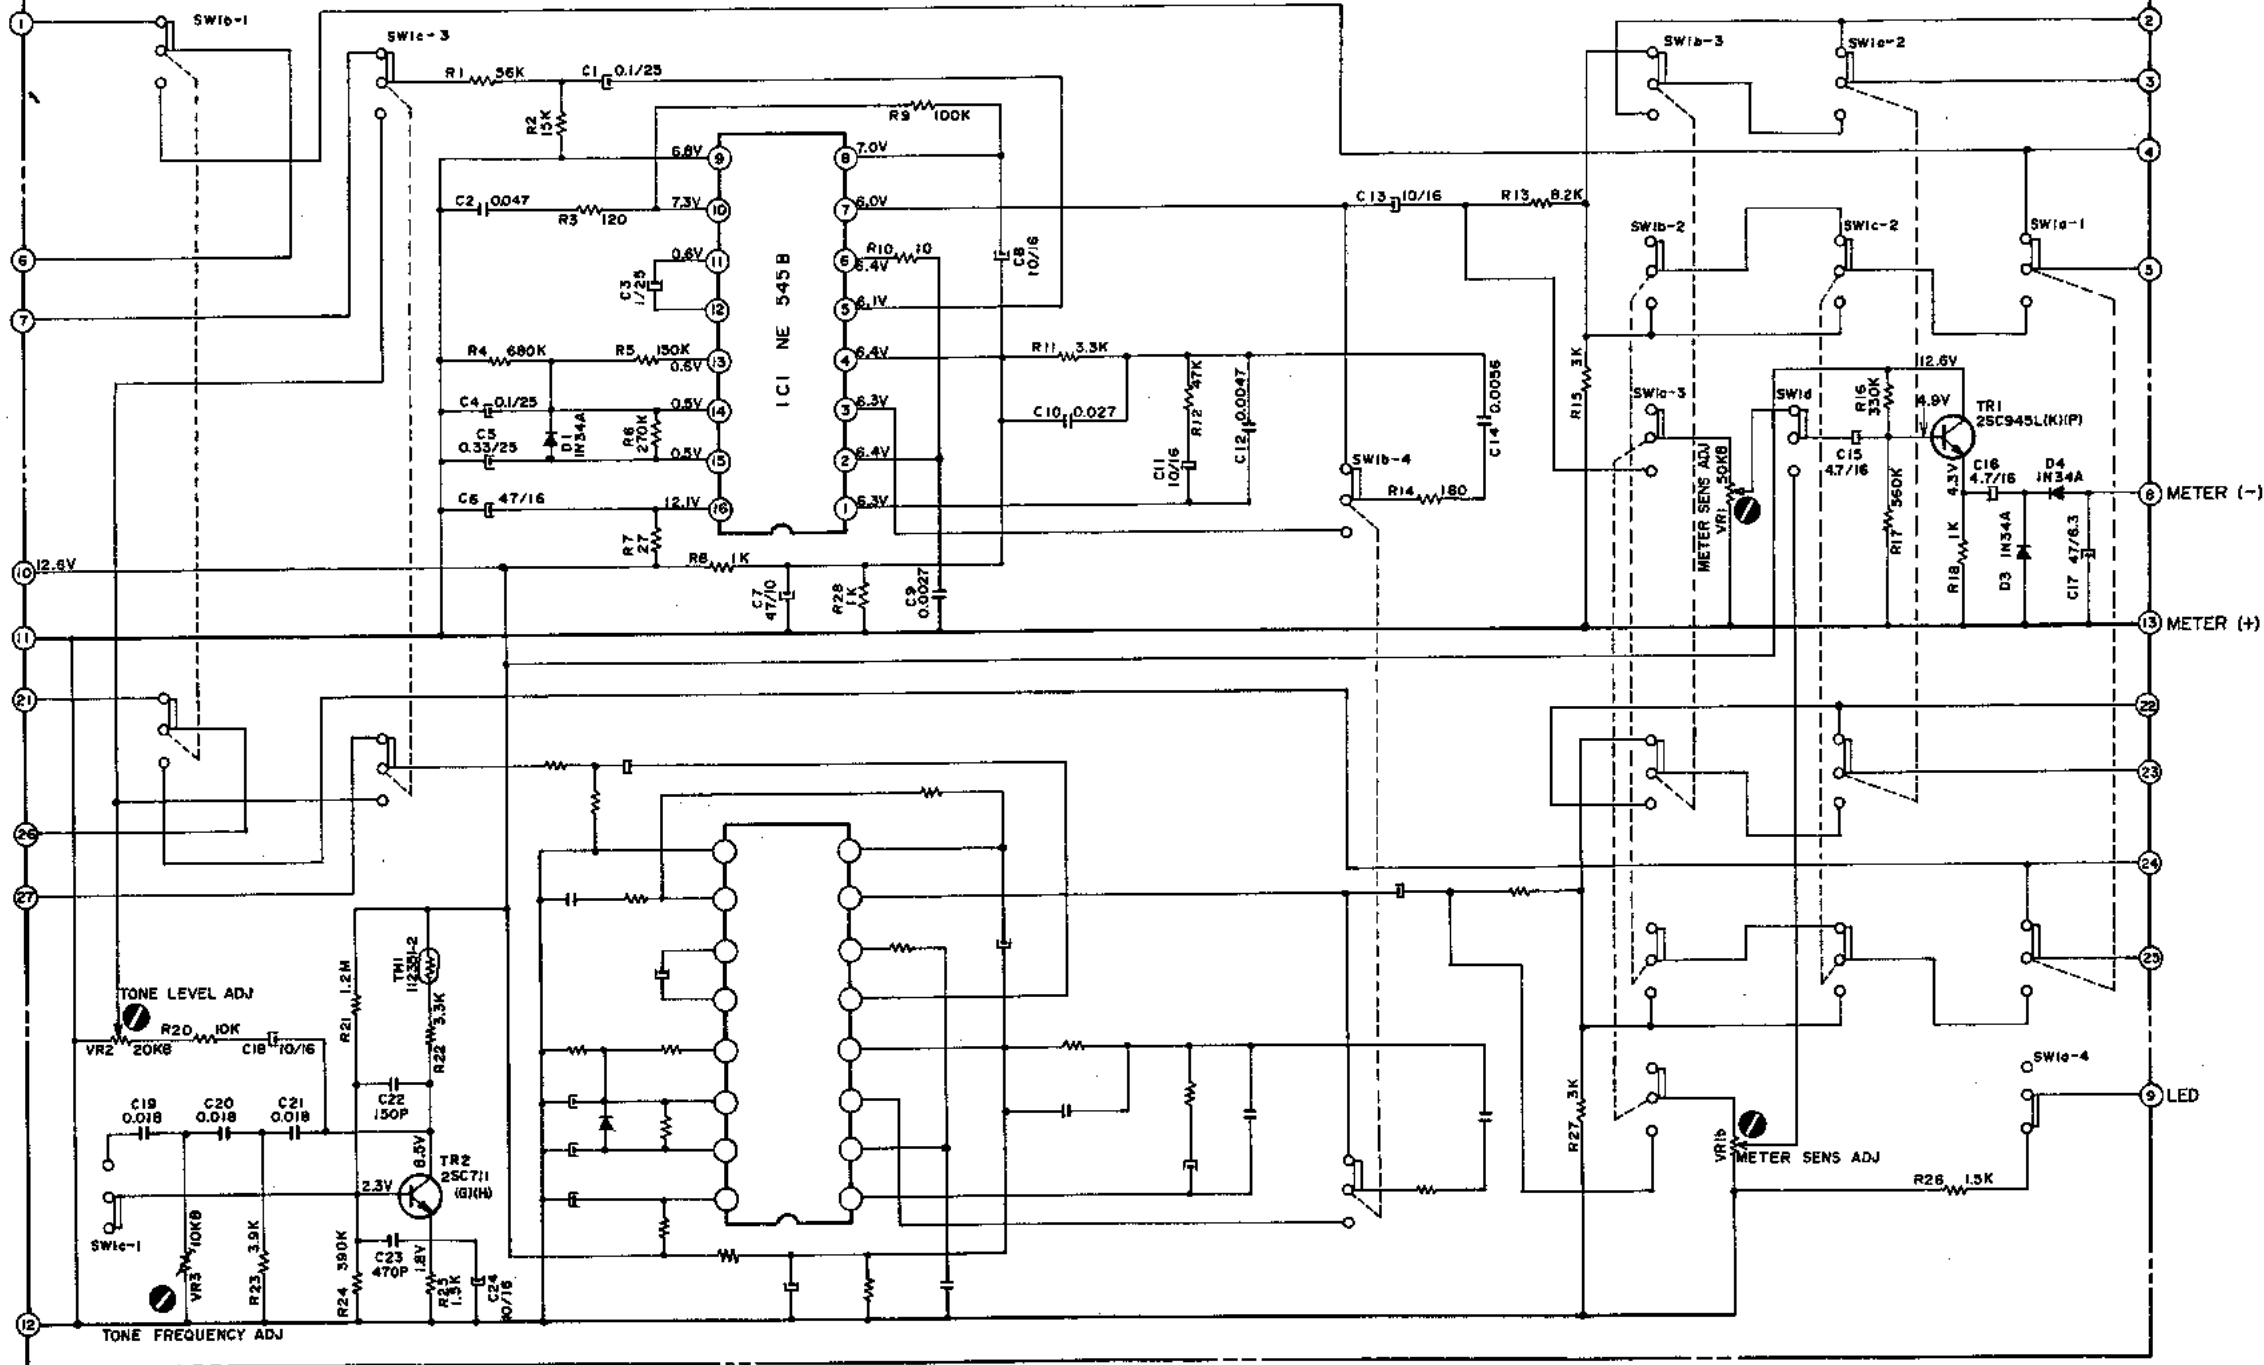 1
SW1b-1
SW1c-3
R1 56K
C1 0.1/25
R2 15K
R9 100K
SW1b-3
SW1c-2
2
3
4
6.8V 9
8 7.0V
C2 0.047
R3 120
7.3V 10
7 6.0V
C13 10/16
R13 8.2K
0.6V 11
R10 10
6 6.4V
C8 10/16
SW1b-2
SW1c-2
SW1a-1
5
6
C3 1/25
12
5 6.1V
IC1 NE 545B
7
R4 680K
R5 150K
0.6V 13
4 6.4V
R11 3.3K
R15 3K
C4 0.1/25
0.5V 14
3 6.3V
C10 0.027
R12 47K
C12 0.0047
C14 0.0056
C5 0.33/25
D1 1N34A
R6 270K
0.5V 15
2 6.4V
C11 10/16
SW1b-4
R14 180
C6 47/16
12.1V 16
1 6.3V
SW1d
R16 330K
12.6V
4.9V
TR1
2SC945L(K)(P)
METER SENS ADJ
VR1 50KB
C15
4.7/16
R17 560K
4.3V
C16
4.7/16
D4
1N34A
8 METER (-)
R18 1K
D3 1N34A
C17 47/6.3
R7 27
10 12.6V
R8 1K
C7 47/10
R28 1K
C9 0.0027
11
13 METER (+)
21
22
23
24
25
26
27
TH1
R21 1.2M
R22 3.3K
TONE LEVEL ADJ
VR2 20KB
R20 10K
C18 10/16
C22
150P
C19
0.018
C20
0.018
C21
0.018
8.5V
TR2
2SC711
(G)(H)
2.3V
SW1c-1
VR3 10KB
R23 3.9K
R24 390K
C23
470P
1.8V
R25 1.5K
C24 10/16
R27 3K
VR1b
METER SENS ADJ
SW1a-4
9 LED
R26 1.5K
12
TONE FREQUENCY ADJ